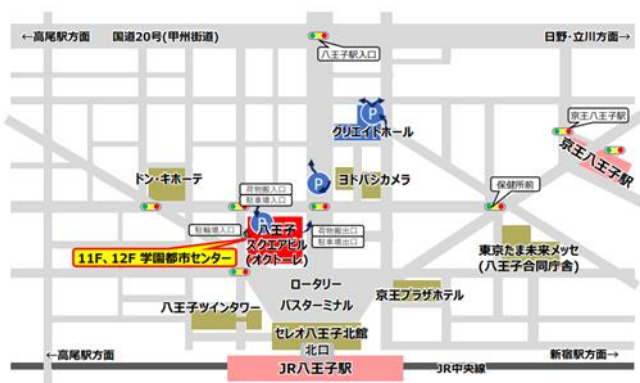 ←高尾駅方面
国道20号(甲州街道)
日野・立川方面→
八王子駅入口
P
京王八王子駅
クリエイトホール
京王八王子駅
ドン・キホーテ
荷物搬入口
駐車場入口
P
ヨドバシカメラ
保健所前
駐輪場入口
P
八王子
スクエアビル
(オクトーレ)
荷物搬出口
駐車場出口
11F、12F 学園都市センター
東京たま未来メッセ
(八王子合同庁舎)
ロータリー
バスターミナル
京王プラザホテル
八王子ツインタワー
セレオ八王子北館
北口
←高尾駅方面
新宿駅方面→
JR八王子駅
JR中央線